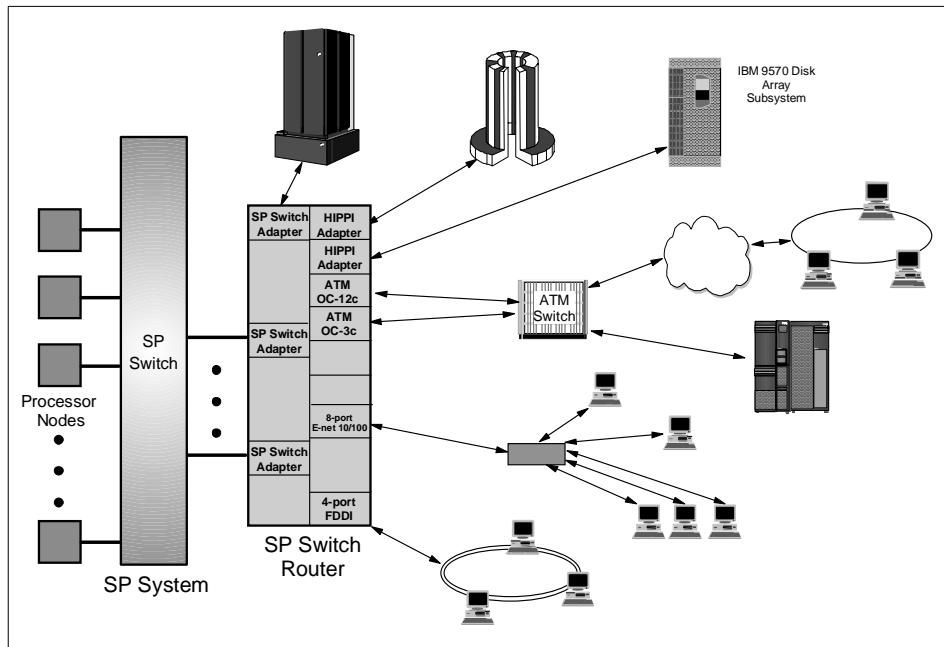 IBM 9570 Disk
Array
Subsystem
SP Switch
Adapter
HIPPI
Adapter
HIPPI
Adapter
ATM
OC-12c
ATM
OC-3c
SP Switch
Adapter
ATM
Switch
SP
Switch
Processor
Nodes
8-port
E-net 10/100
SP Switch
Adapter
4-port
FDDI
SP Switch
Router
SP System